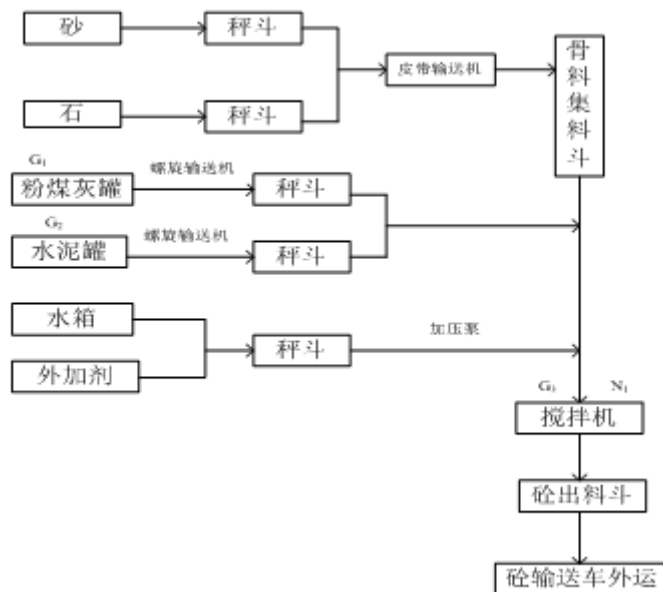 砂
秤斗
石
秤斗
皮带输送机
骨料集料斗
G₁
粉煤灰罐
螺旋输送机
秤斗
G₂
水泥罐
螺旋输送机
秤斗
水箱
外加剂
秤斗
加压泵
G₃
N₁
搅拌机
砼出料斗
砼输送车外运